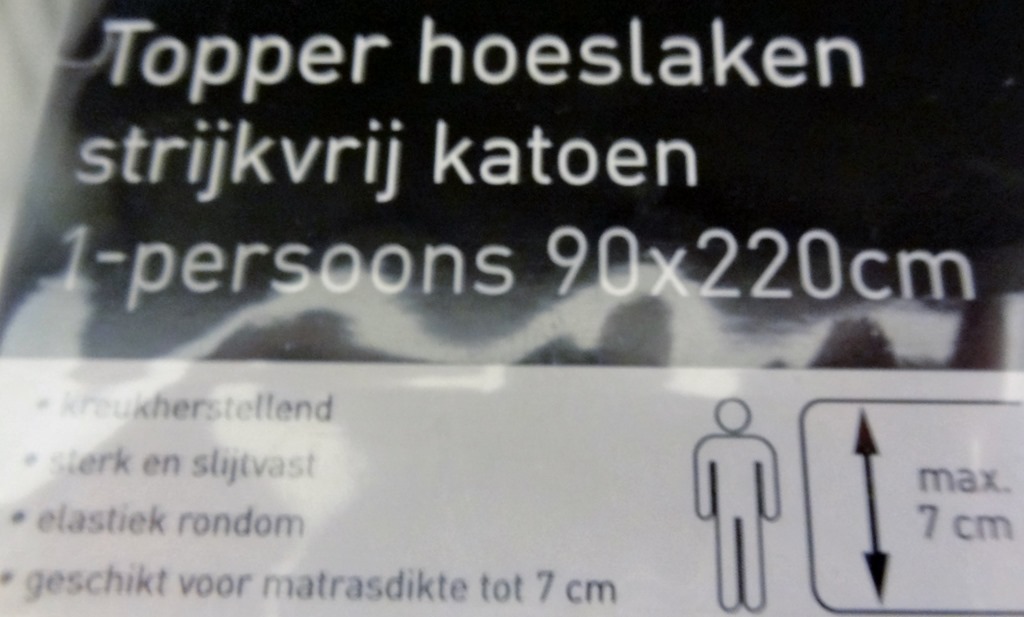 Topper hoeslaken
strijkvrij katoen
1-persoons 90x220cm
• kreukherstellend
• sterk en slijtvast
• elastiek rondom
• geschikt voor matrasdikte tot 7 cm
max.
7 cm